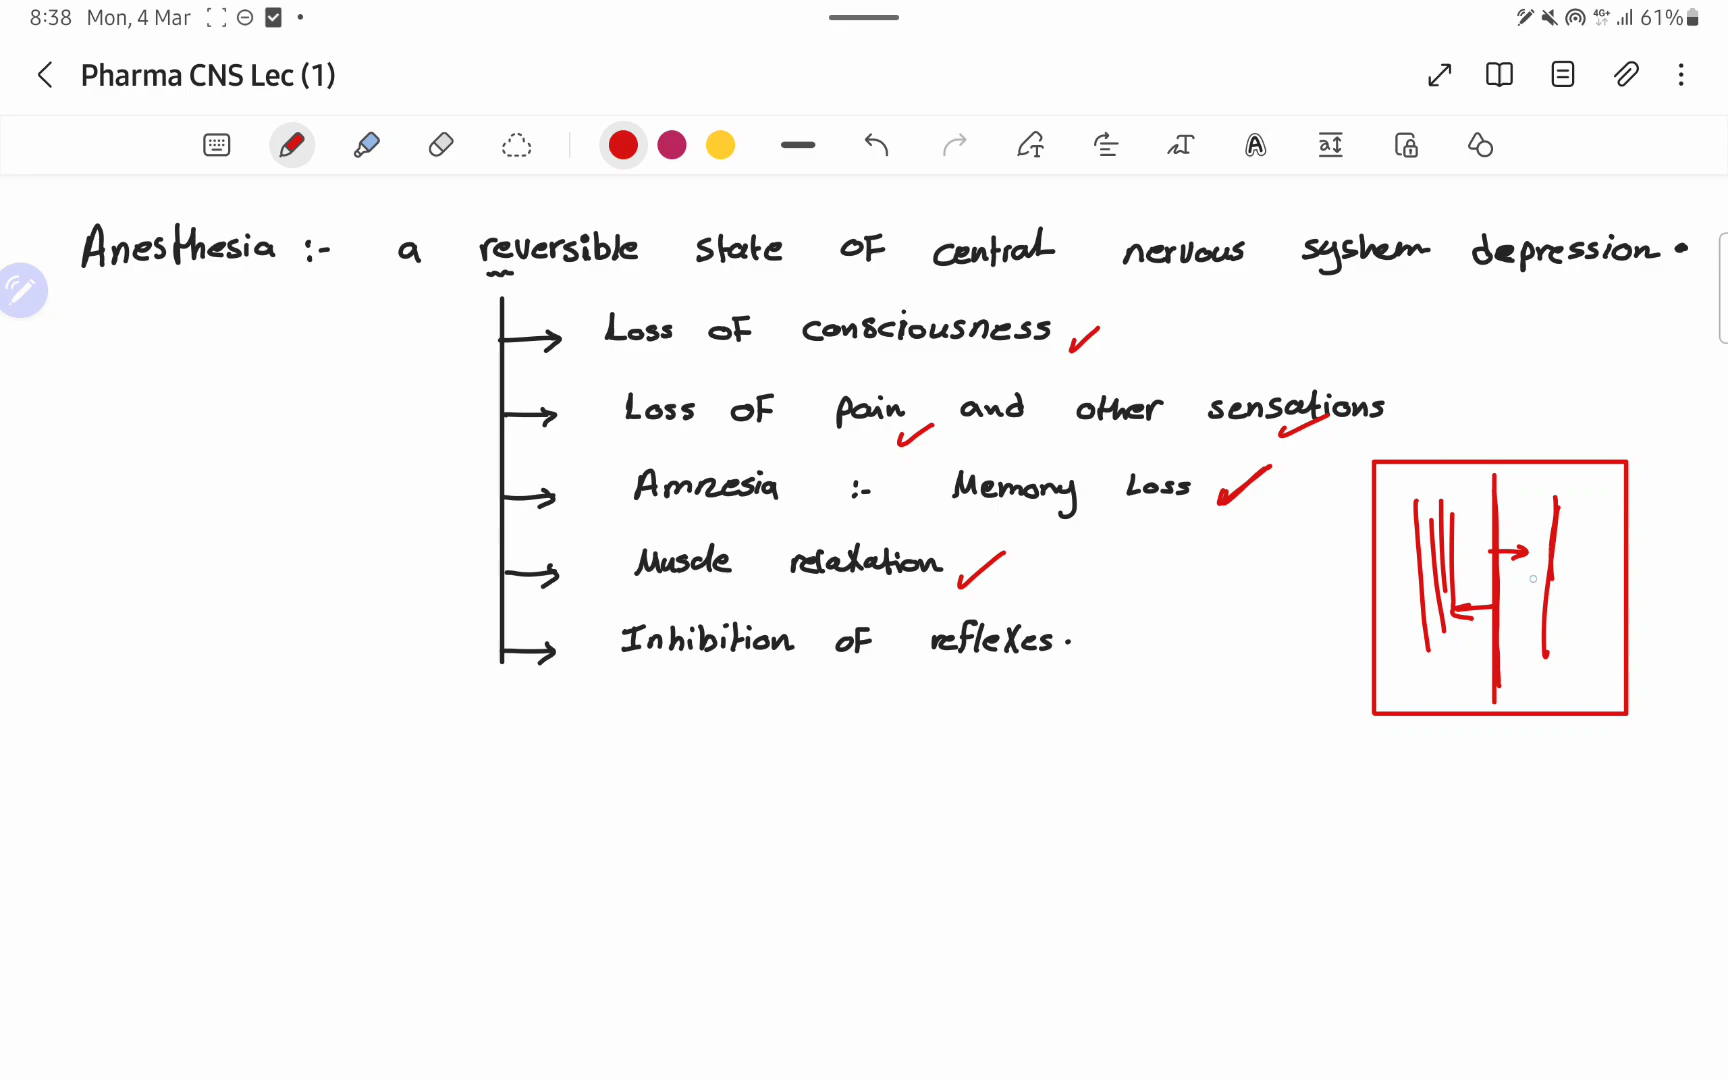 8:38 Mon, 4 Mar 4G+ 61%
Pharma CNS Lec (1)
Anesthesia :- a reversible state of central nervous system depression.
Loss of consciousness
Loss of pain and other sensations
Amnesia :- Memory Loss
Muscle relaxation
Inhibition of reflexes.